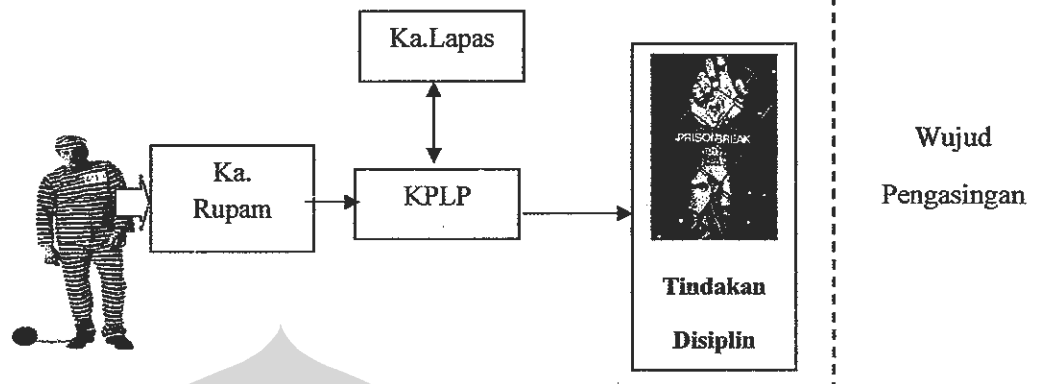 Ka.Lapas
Ka.
Rupam
KPLP
PRISON BREAK
Tindakan
Disiplin
Wujud
Pengasingan